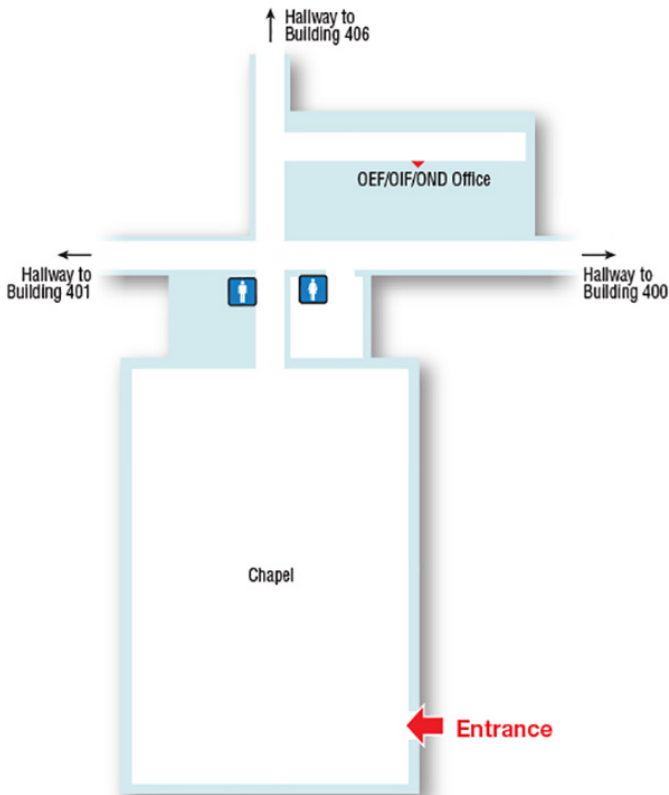 Hallway to
Building 406
OEF/OIF/OND Office
Hallway to
Building 401
Hallway to
Building 400
Chapel
Entrance